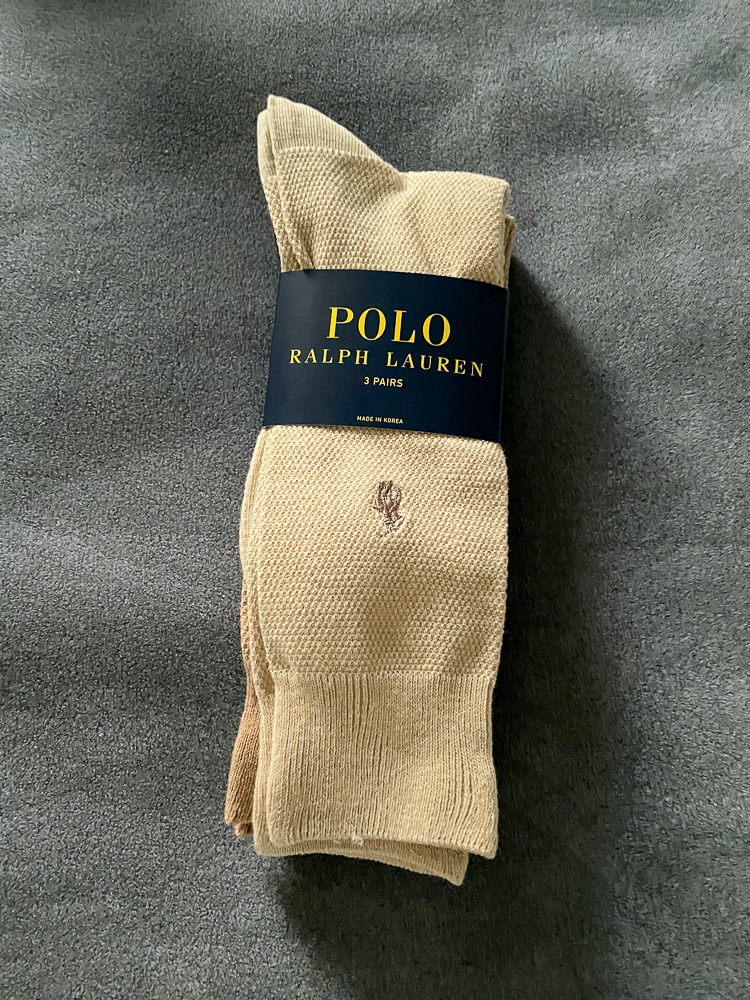 POLO
RALPH LAUREN
3 PAIRS
MADE IN KOREA